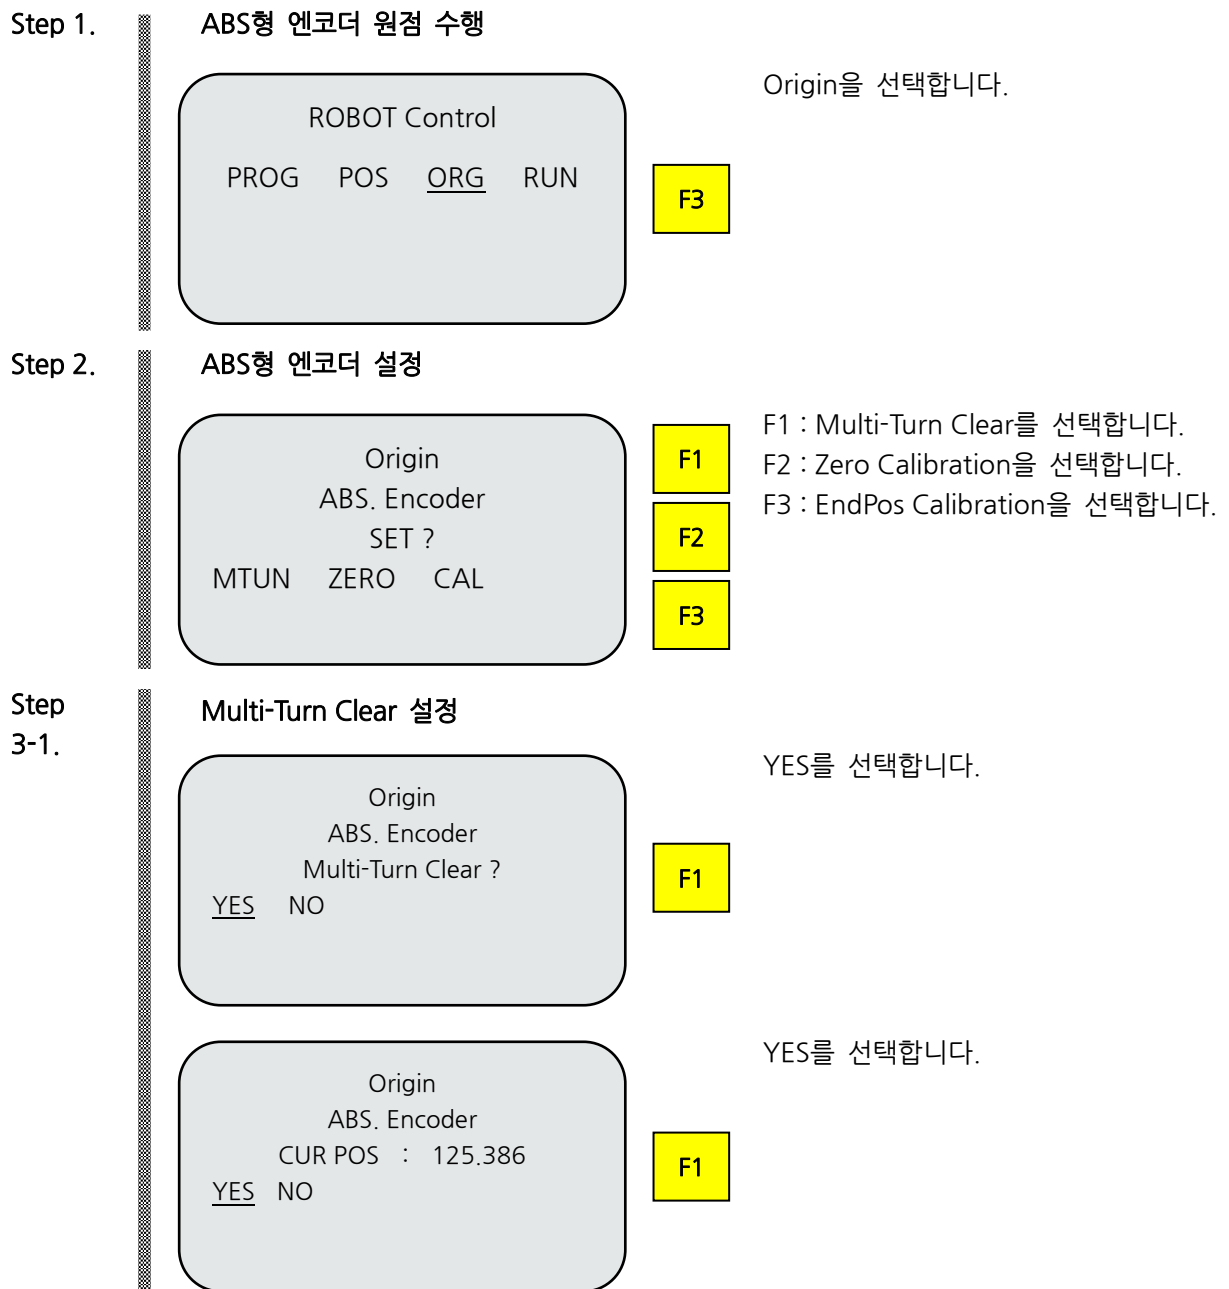 Step 1.
ABS형 엔코더 원점 수행
ROBOT Control
PROG POS ORG RUN
F3
Origin을 선택합니다.
Step 2.
ABS형 엔코더 설정
Origin
ABS. Encoder
SET ?
MTUN ZERO CAL
F1
F2
F3
F1 : Multi-Turn Clear를 선택합니다.
F2 : Zero Calibration을 선택합니다.
F3 : EndPos Calibration을 선택합니다.
Step
3-1.
Multi-Turn Clear 설정
Origin
ABS. Encoder
Multi-Turn Clear ?
YES NO
F1
YES를 선택합니다.
Origin
ABS. Encoder
CUR POS : 125.386
YES NO
F1
YES를 선택합니다.